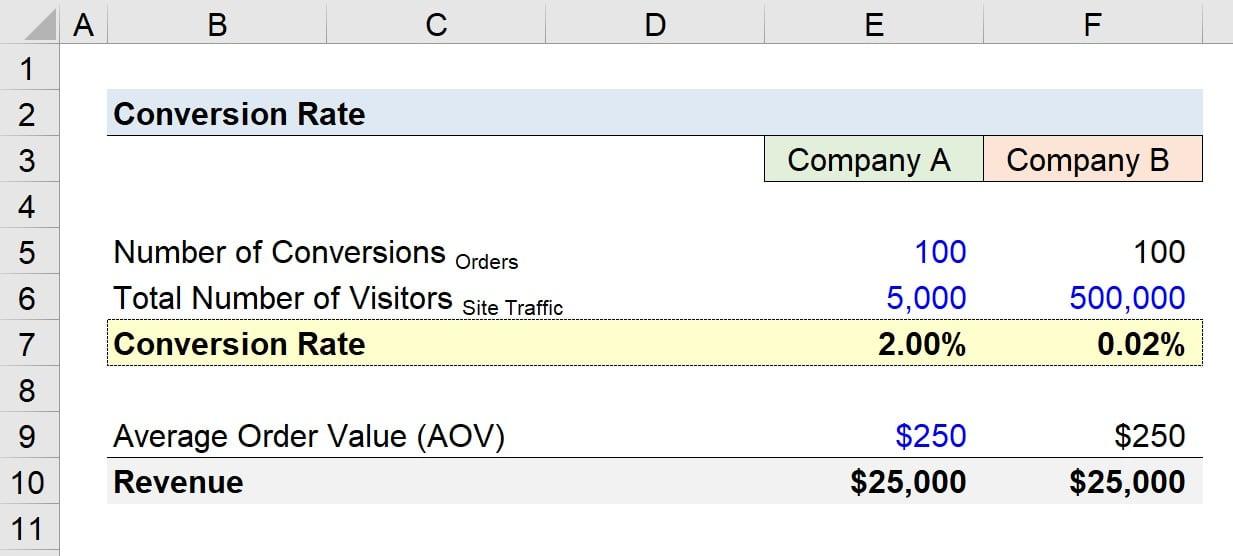 A B C D E F
1
2 Conversion Rate
3 Company A Company B
4
5 Number of Conversions Orders 100 100
6 Total Number of Visitors Site Traffic 5,000 500,000
7 Conversion Rate 2.00% 0.02%
8
9 Average Order Value (AOV) $250 $250
10 Revenue $25,000 $25,000
11